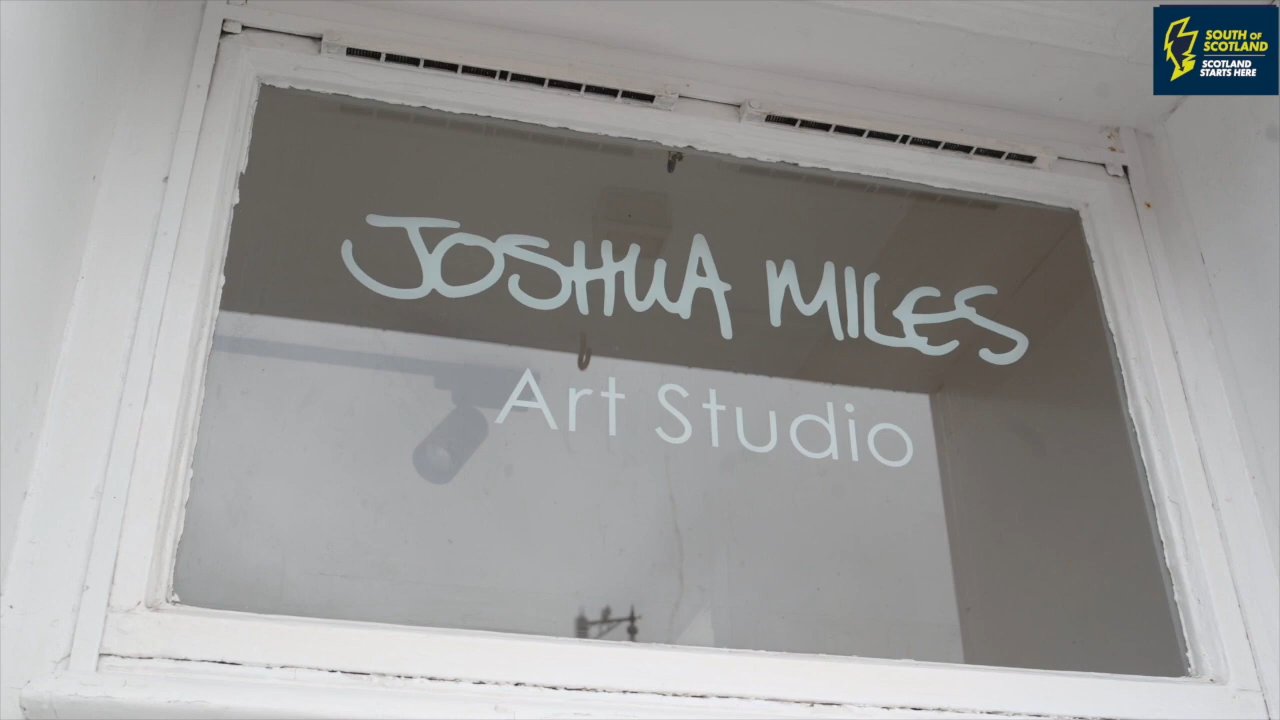 SOUTH OF
SCOTLAND
SCOTLAND
STARTS HERE
JOSHUA MILES
Art Studio